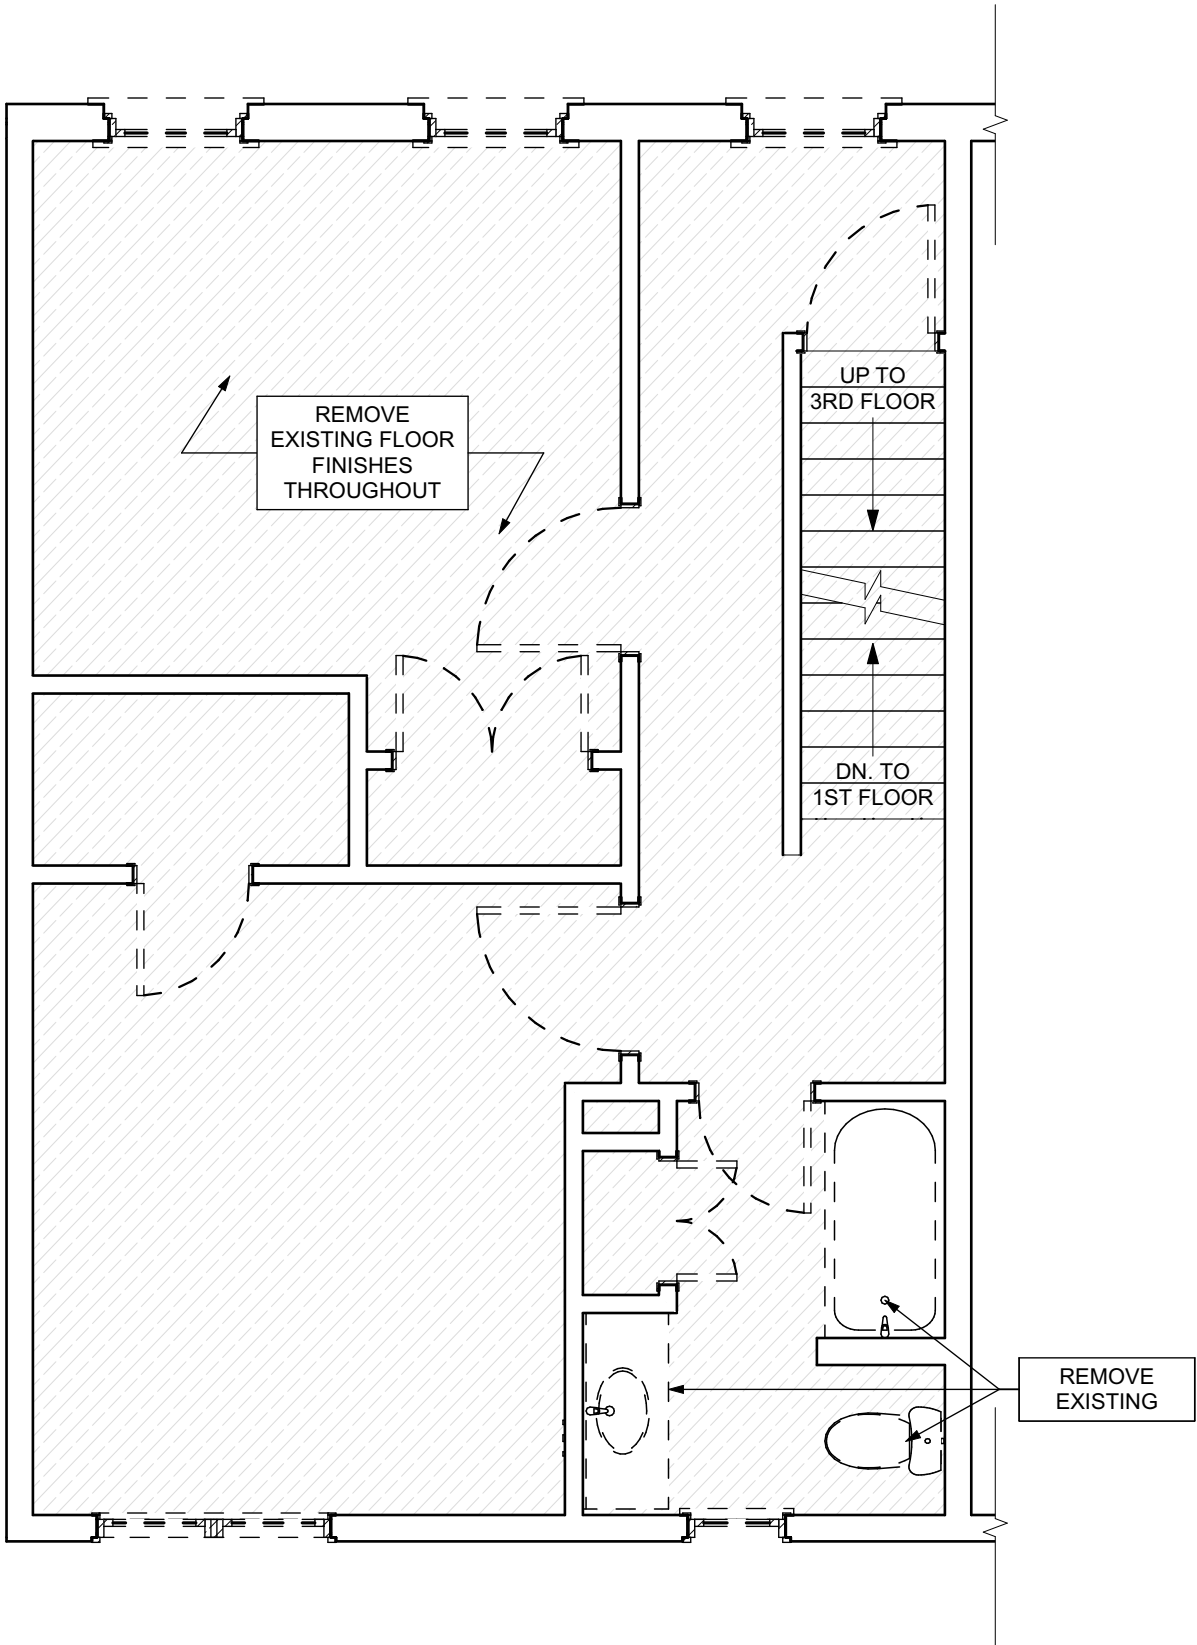 UP TO
3RD FLOOR
REMOVE
EXISTING FLOOR
FINISHES
THROUGHOUT
DN. TO
1ST FLOOR
REMOVE
EXISTING